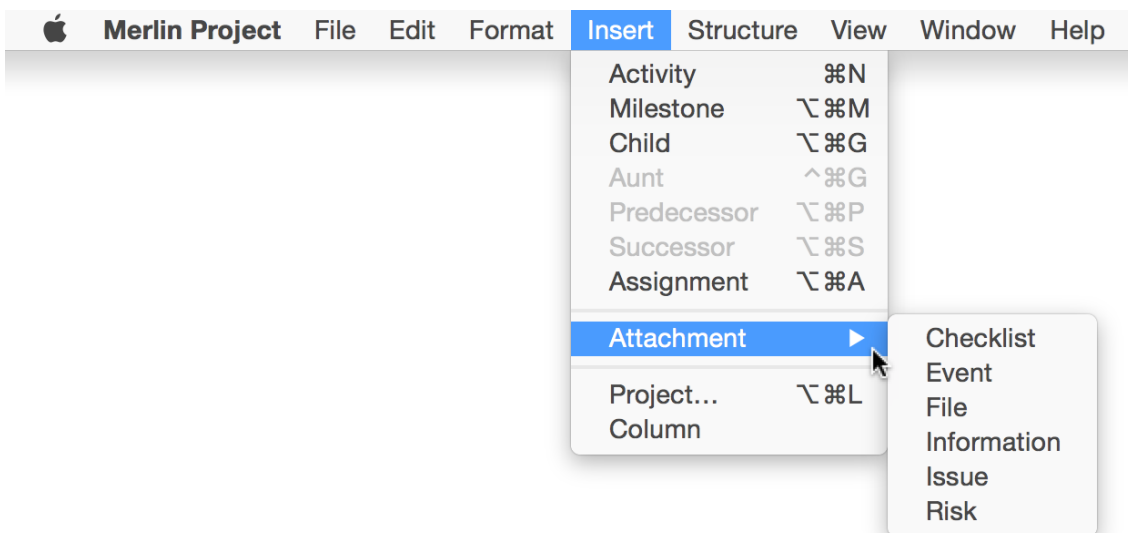 Merlin Project File Edit Format Insert Structure View Window Help
Activity ⌘N
Milestone ⌥⌘M
Child ⌥⌘G
Aunt ^⌘G
Predecessor ⌥⌘P
Successor ⌥⌘S
Assignment ⌥⌘A
Attachment ▶
Project... ⌥⌘L
Column
Checklist
Event
File
Information
Issue
Risk